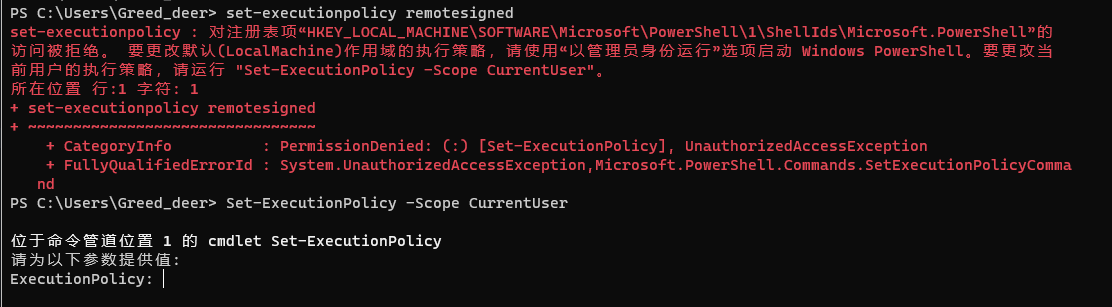 PS C:\Users\Greed_deer> set-executionpolicy remotesigned
set-executionpolicy : 对注册表项“HKEY_LOCAL_MACHINE\SOFTWARE\Microsoft\PowerShell\1\ShellIds\Microsoft.PowerShell”的
访问被拒绝。 要更改默认(LocalMachine)作用域的执行策略，请使用“以管理员身份运行”选项启动 Windows PowerShell。要更改当
前用户的执行策略，请运行 "Set-ExecutionPolicy -Scope CurrentUser"。
所在位置 行:1 字符: 1
+ set-executionpolicy remotesigned
+ ~~~~~~~~~~~~~~~~~~~~~~~~~~~~~~~~
    + CategoryInfo          : PermissionDenied: (:) [Set-ExecutionPolicy], UnauthorizedAccessException
    + FullyQualifiedErrorId : System.UnauthorizedAccessException,Microsoft.PowerShell.Commands.SetExecutionPolicyComma
   nd
PS C:\Users\Greed_deer> Set-ExecutionPolicy -Scope CurrentUser

位于命令管道位置 1 的 cmdlet Set-ExecutionPolicy
请为以下参数提供值:
ExecutionPolicy: